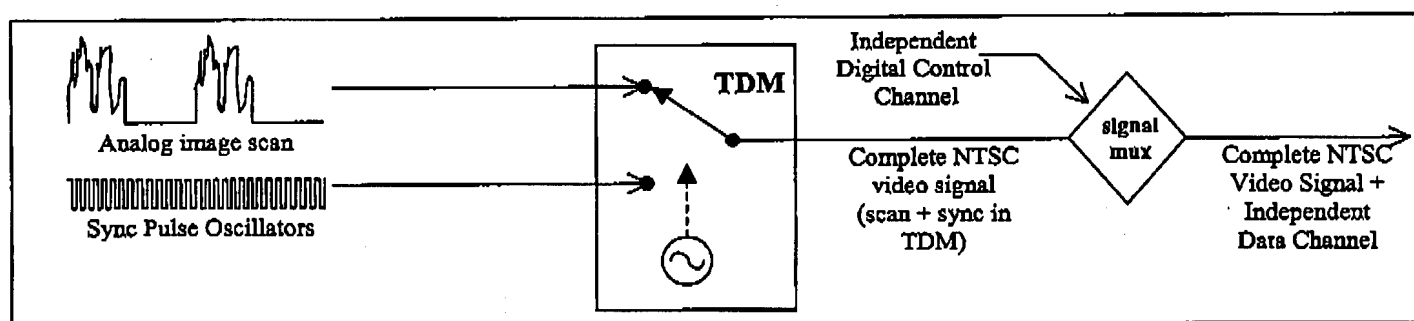 Analog image scan
Sync Pulse Oscillators
TDM
Independent
Digital Control
Channel
Complete NTSC
video signal
(scan + sync in
TDM)
signal
mux
Complete NTSC
Video Signal +
Independent
Data Channel